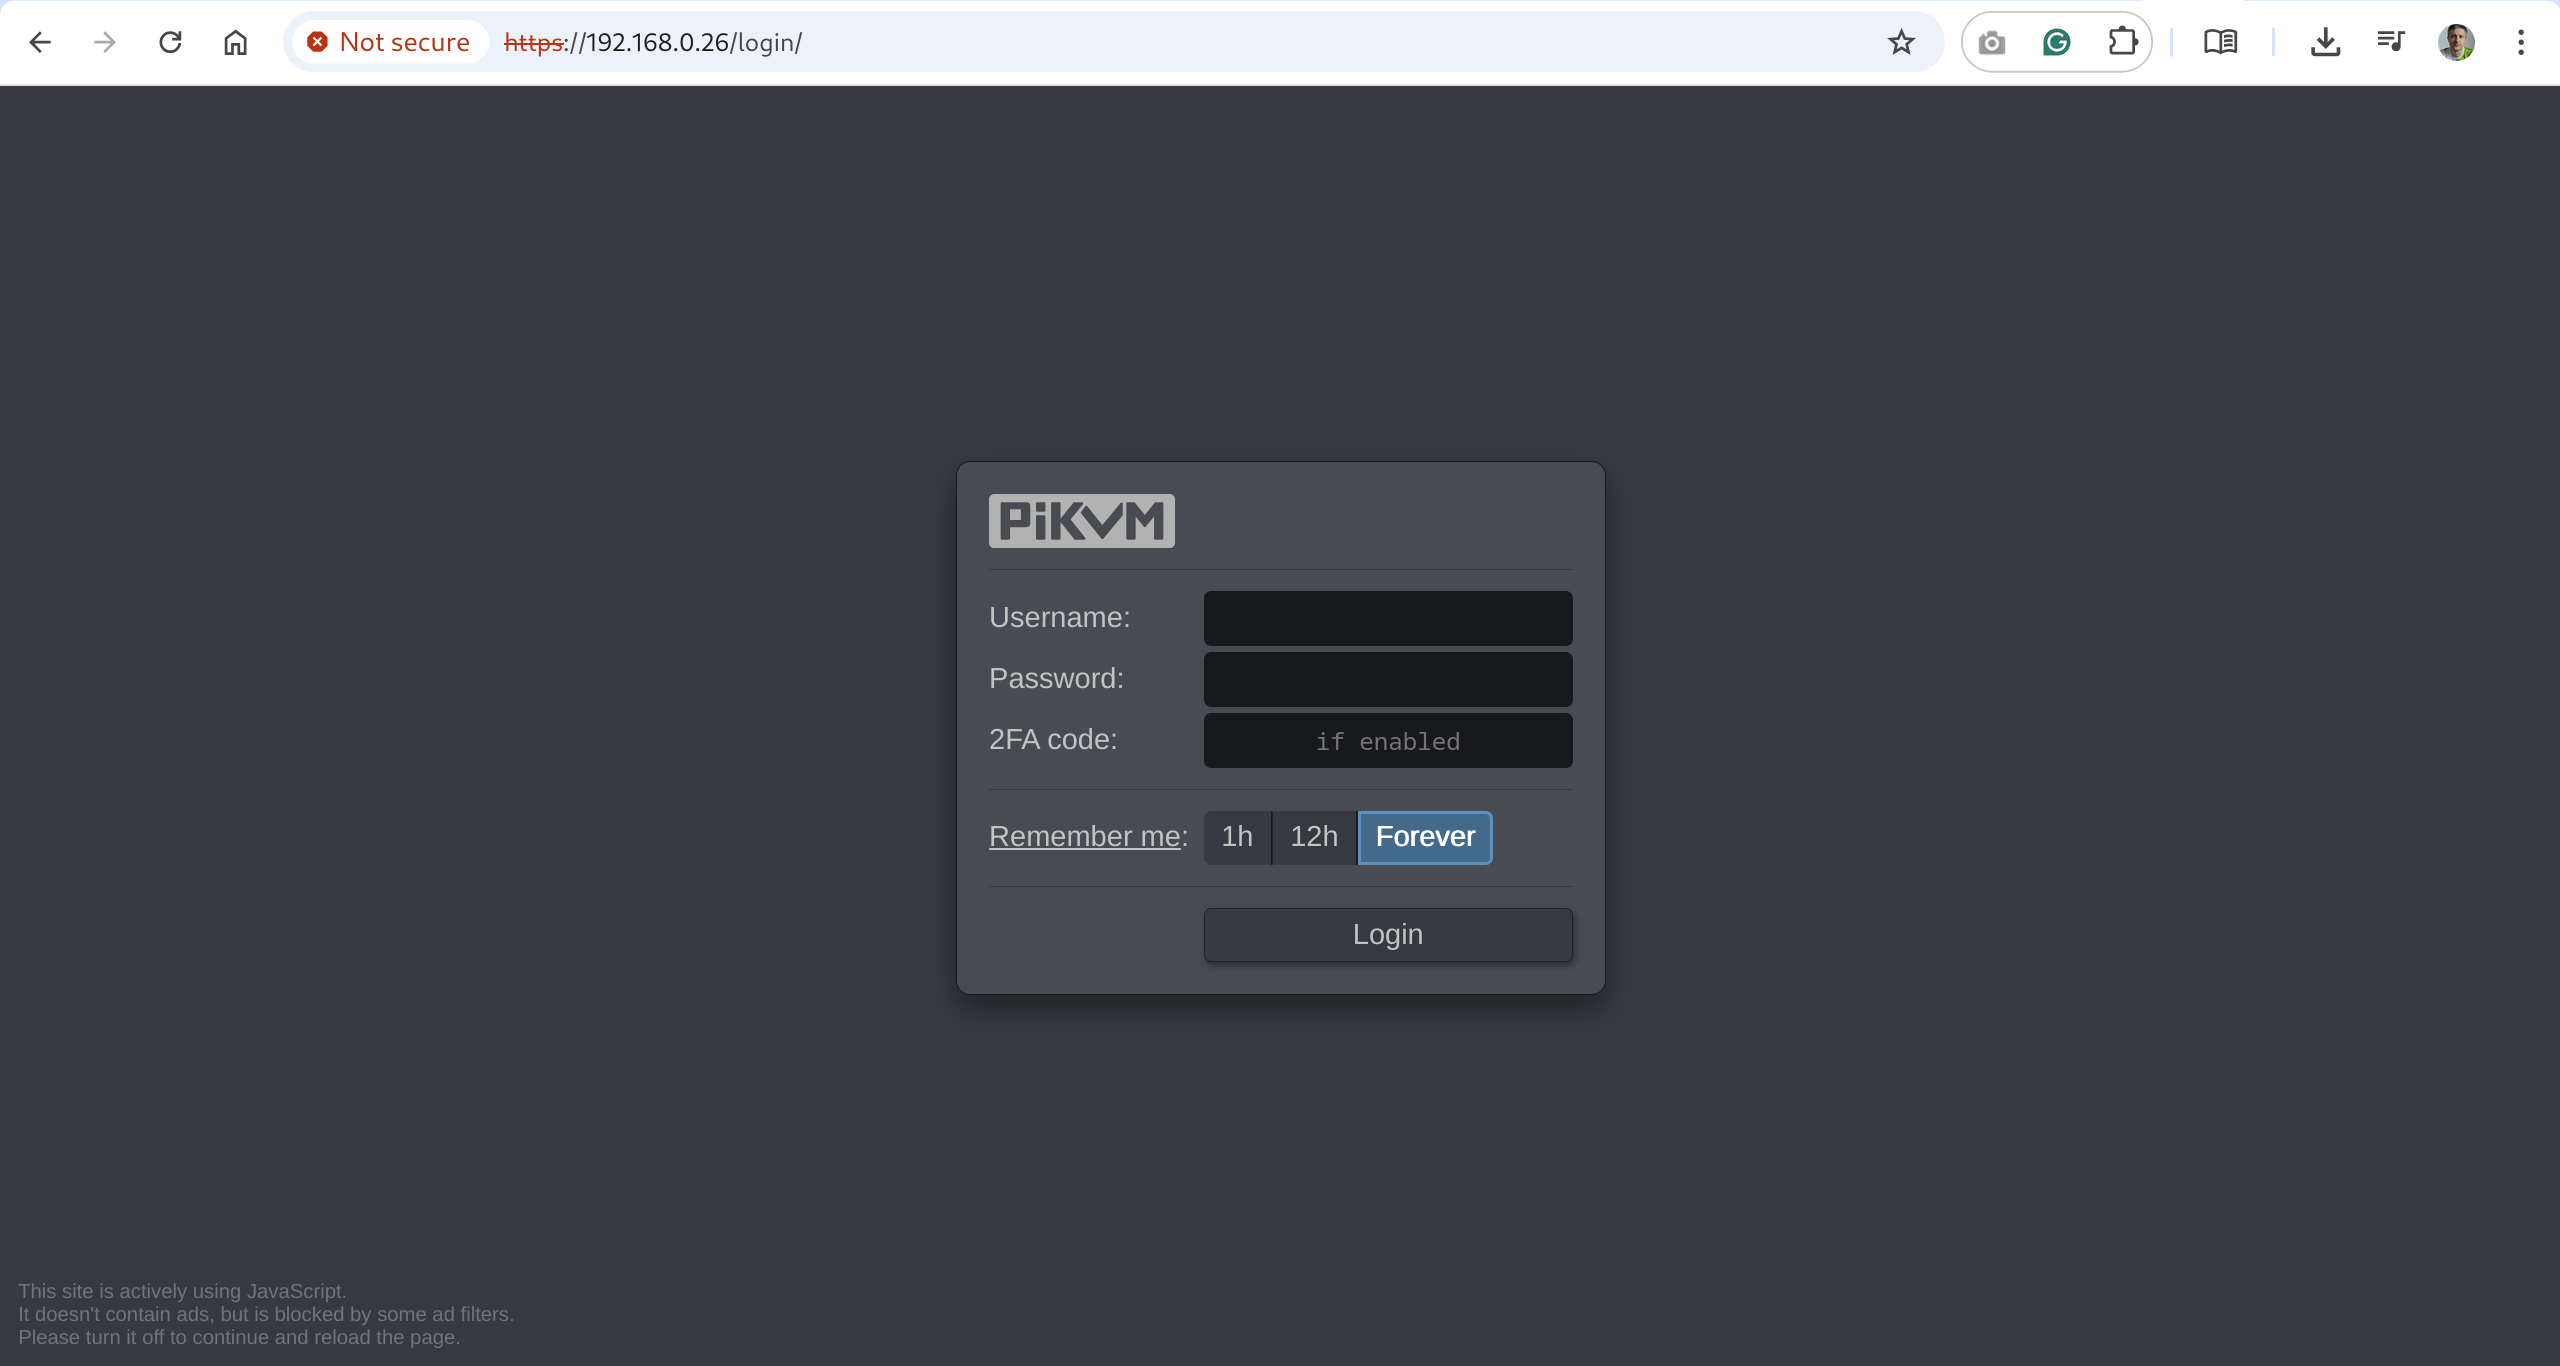 Not secure https://192.168.0.26/login/
PiKVM
Username:
Password:
2FA code: if enabled
Remember me: 1h 12h Forever
Login
This site is actively using JavaScript.
It doesn't contain ads, but is blocked by some ad filters.
Please turn it off to continue and reload the page.